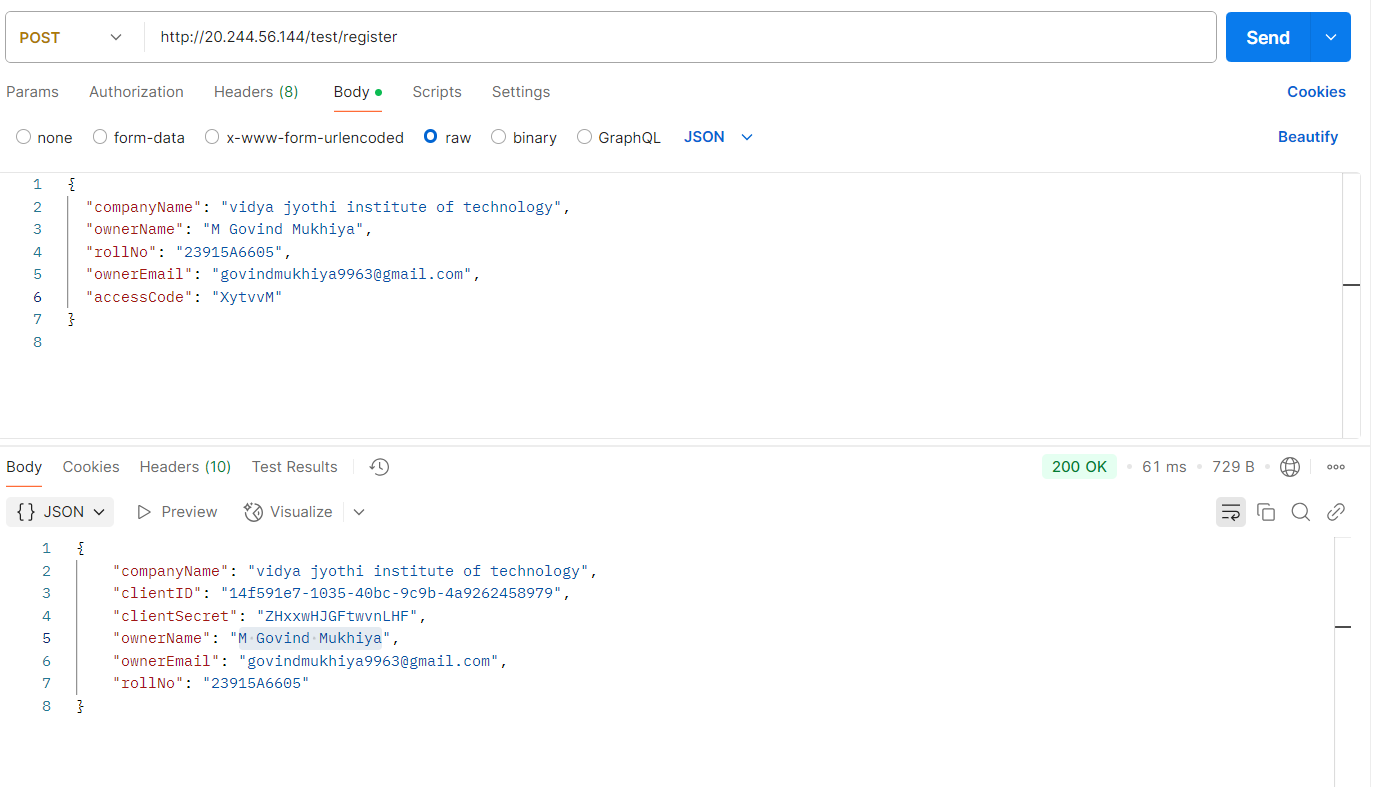 POST http://20.244.56.144/test/register Send
Params Authorization Headers (8) Body Scripts Settings Cookies
none form-data x-www-form-urlencoded raw binary GraphQL JSON Beautify
1 {
2 "companyName": "vidya jyothi institute of technology",
3 "ownerName": "M Govind Mukhiya",
4 "rollNo": "23915A6605",
5 "ownerEmail": "govindmukhiya9963@gmail.com",
6 "accessCode": "XytvvM"
7 }
8
Body Cookies Headers (10) Test Results 200 OK • 61 ms • 729 B •
{} JSON Preview Visualize
1 {
2 "companyName": "vidya jyothi institute of technology",
3 "clientID": "14f591e7-1035-40bc-9c9b-4a9262458979",
4 "clientSecret": "ZHxxwHJGFtwvnLHF",
5 "ownerName": "M Govind Mukhiya",
6 "ownerEmail": "govindmukhiya9963@gmail.com",
7 "rollNo": "23915A6605"
8 }